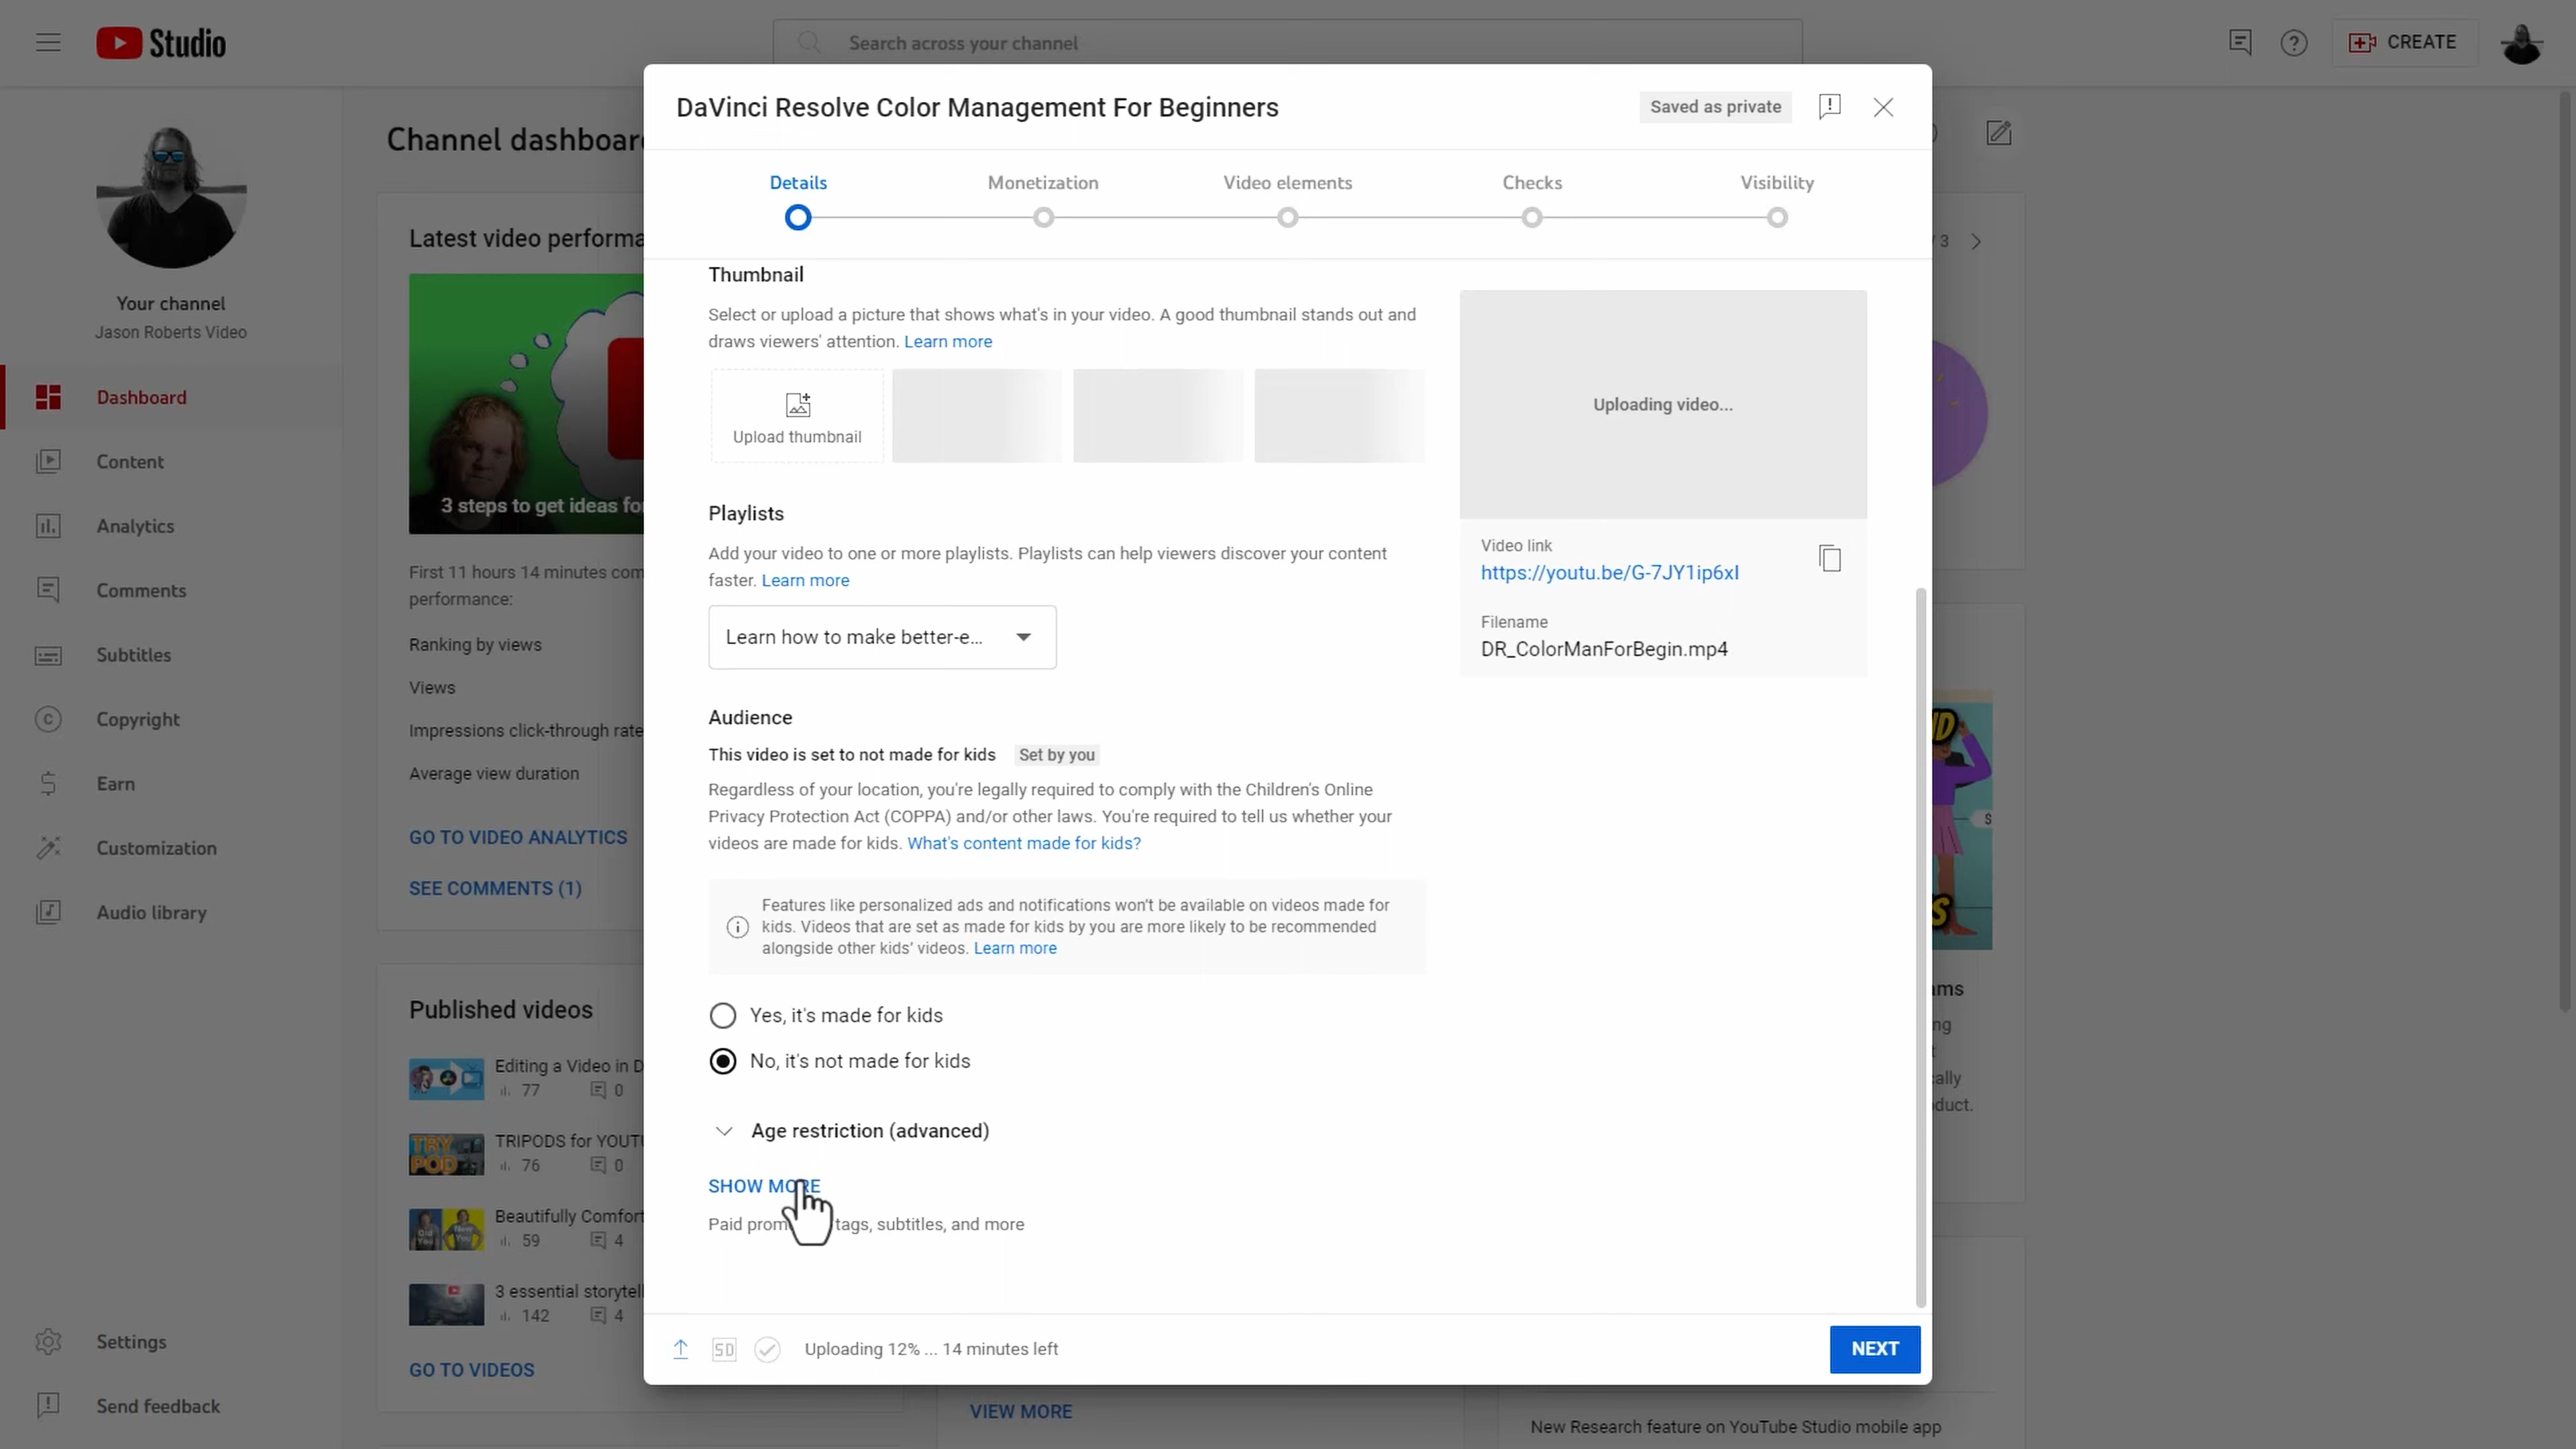 Studio
Search across your channel
CREATE
Your channel
Jason Roberts Video
Dashboard
Content
Analytics
Comments
Subtitles
Copyright
Earn
Customization
Audio library
Settings
Send feedback
Channel dashboard
Latest video performa
3 steps to get ideas fo
First 11 hours 14 minutes com
performance:
Ranking by views
Views
Impressions click-through rate
Average view duration
GO TO VIDEO ANALYTICS
SEE COMMENTS (1)
Published videos
Editing a Video in D
77 0
TRY
POD
TRIPODS for YOUTU
76 0
Beautifully Comfort
59 4
3 essential storytell
142 4
GO TO VIDEOS
DaVinci Resolve Color Management For Beginners
Saved as private
Details
Monetization
Video elements
Checks
Visibility
Thumbnail
Select or upload a picture that shows what's in your video. A good thumbnail stands out and
draws viewers' attention. Learn more
Upload thumbnail
Playlists
Add your video to one or more playlists. Playlists can help viewers discover your content
faster. Learn more
Learn how to make better-e...
Audience
This video is set to not made for kids Set by you
Regardless of your location, you're legally required to comply with the Children's Online
Privacy Protection Act (COPPA) and/or other laws. You're required to tell us whether your
videos are made for kids. What's content made for kids?
Features like personalized ads and notifications won't be available on videos made for
kids. Videos that are set as made for kids by you are more likely to be recommended
alongside other kids' videos. Learn more
Yes, it's made for kids
No, it's not made for kids
Age restriction (advanced)
SHOW MORE
Paid prom tags, subtitles, and more
Uploading video...
Video link
https://youtu.be/G-7JY1ip6xI
Filename
DR_ColorManForBegin.mp4
SD
Uploading 12% ... 14 minutes left
NEXT
/ 3
$
ams
ng
t
cally
duct.
VIEW MORE
New Research feature on YouTube Studio mobile app